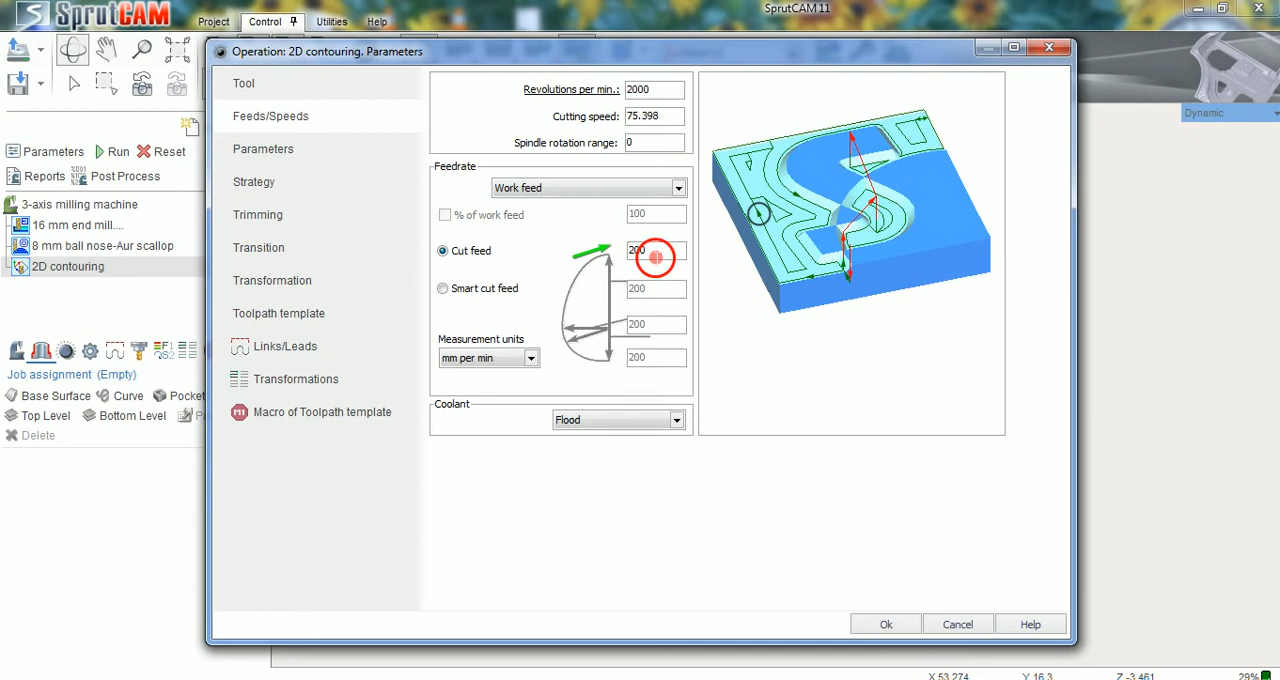 SprutCAM
Project Control Utilities Help
SprutCAM 11
Operation: 2D contouring. Parameters
Dynamic
Parameters Run Reset
Reports
3-axis milling machine
16 mm end mill....
8 mm ball nose-Aur scallop
2D contouring
Job assignment (Empty)
Base Surface Curve Pocket
Top Level Bottom Level
Delete
Tool
Feeds/Speeds
Parameters
Strategy
Trimming
Transition
Transformation
Toolpath template
Links/Leads
Transformations
M1 Macro of Toolpath template
Revolutions per min.: 2000
Cutting speed: 75.398
Spindle rotation range: 0
Feedrate
Work feed
% of work feed 100
Cut feed 200
Smart cut feed 200
200
Measurement units
mm per min 200
Coolant
Flood
Ok Cancel Help
X 53.274 Y 16.3 Z -3.461 29%